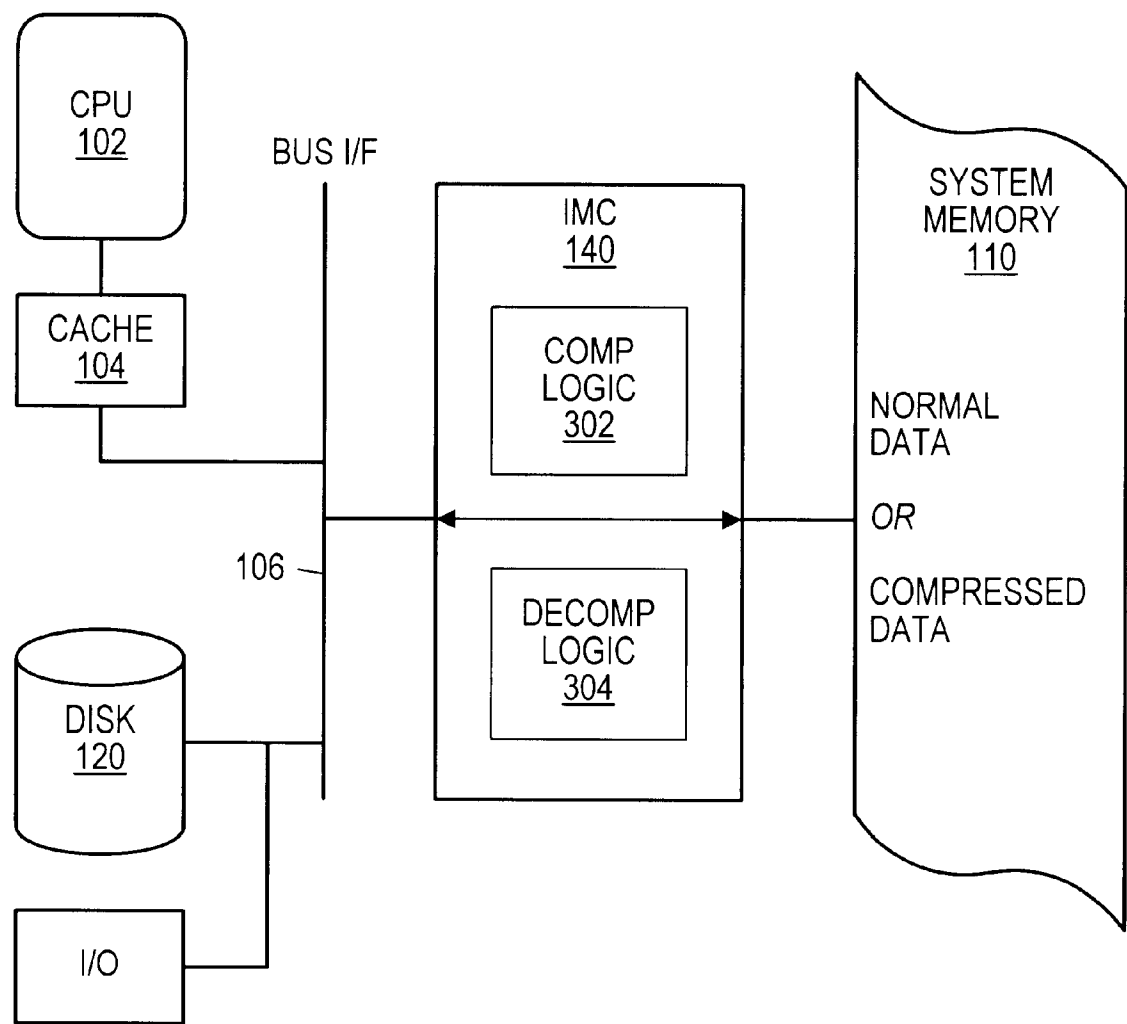 CPU
102
BUS I/F
CACHE
104
106
DISK
120
I/O
IMC
140
COMP
LOGIC
302
DECOMP
LOGIC
304
SYSTEM
MEMORY
110
NORMAL
DATA
OR
COMPRESSED
DATA